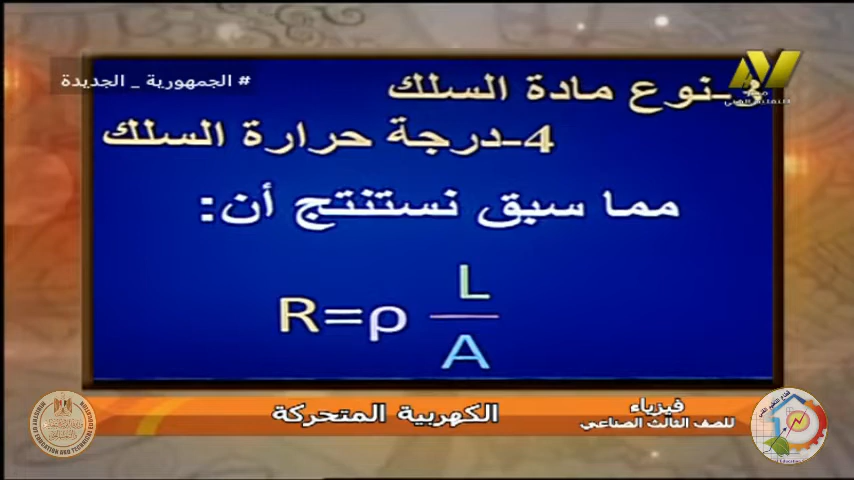 # الجمهورية _ الجديدة
3-نوع مادة السلك
4-درجة حرارة السلك
مما سبق نستنتج أن:
R=ρ L
A
فيزياء
للصف الثالث الصناعي
الكهربية المتحركة